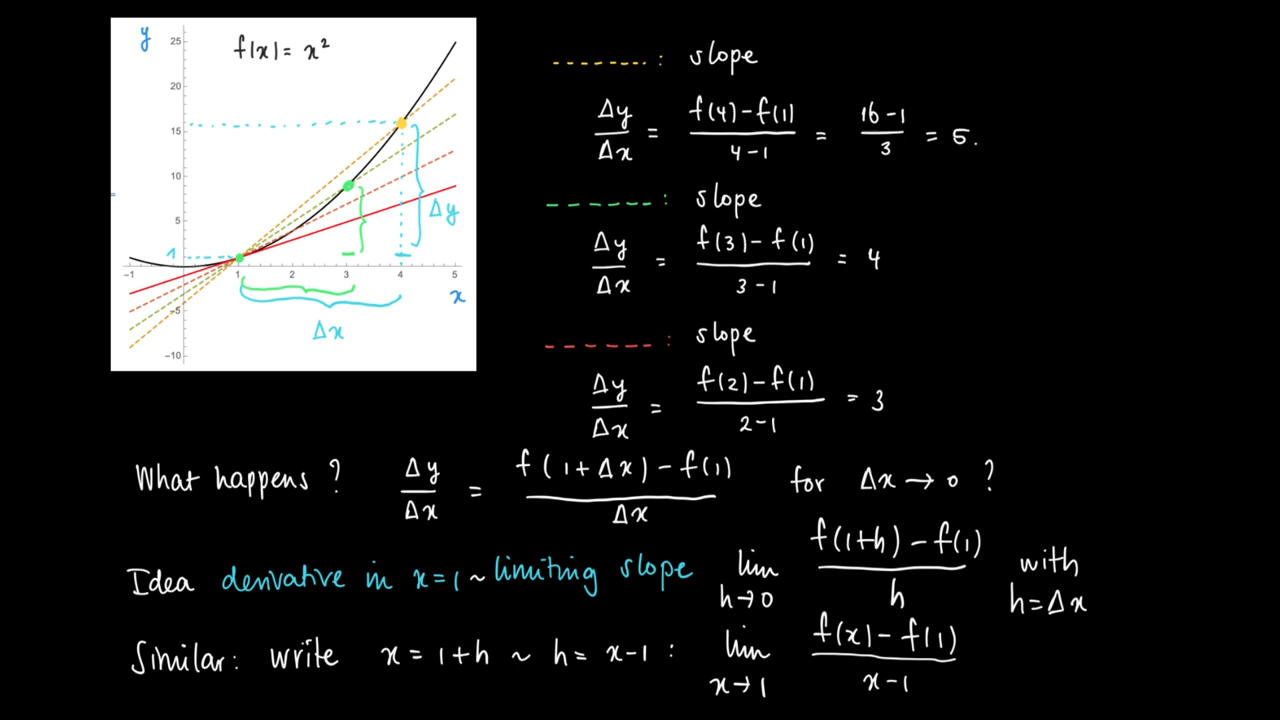 y
f(x) = x²
25
20
15
10
5
1
-1 1 2 3 4 5
-5
-10
x
Δy
Δx
------- : slope
Δy/Δx = (f(4) - f(1))/(4 - 1) = (16 - 1)/3 = 5.
------- : slope
Δy/Δx = (f(3) - f(1))/(3 - 1) = 4
------- : slope
Δy/Δx = (f(2) - f(1))/(2 - 1) = 3
What happens? Δy/Δx = (f(1 + Δx) - f(1))/Δx for Δx → 0 ?
Idea derivative in x = 1 ~ limiting slope lim h→0 (f(1+h) - f(1))/h with h = Δx
Similar: write x = 1 + h ~ h = x - 1 : lim x→1 (f(x) - f(1))/(x - 1)